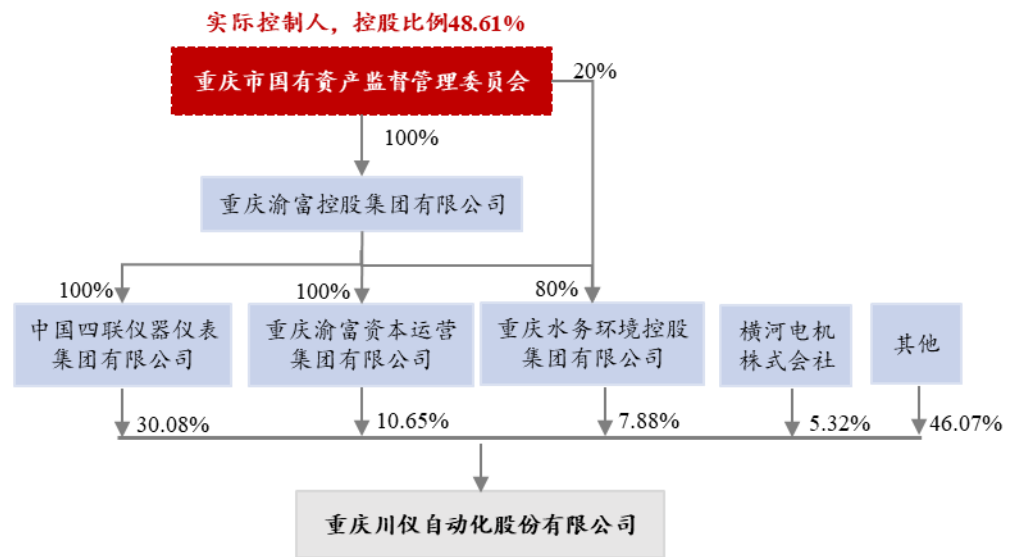 实际控制人，控股比例48.61%
重庆市国有资产监督管理委员会
20%
100%
重庆渝富控股集团有限公司
100%
100%
80%
中国四联仪器仪表
集团有限公司
重庆渝富资本运营
集团有限公司
重庆水务环境控股
集团有限公司
横河电机
株式会社
其他
30.08%
10.65%
7.88%
5.32%
46.07%
重庆川仪自动化股份有限公司